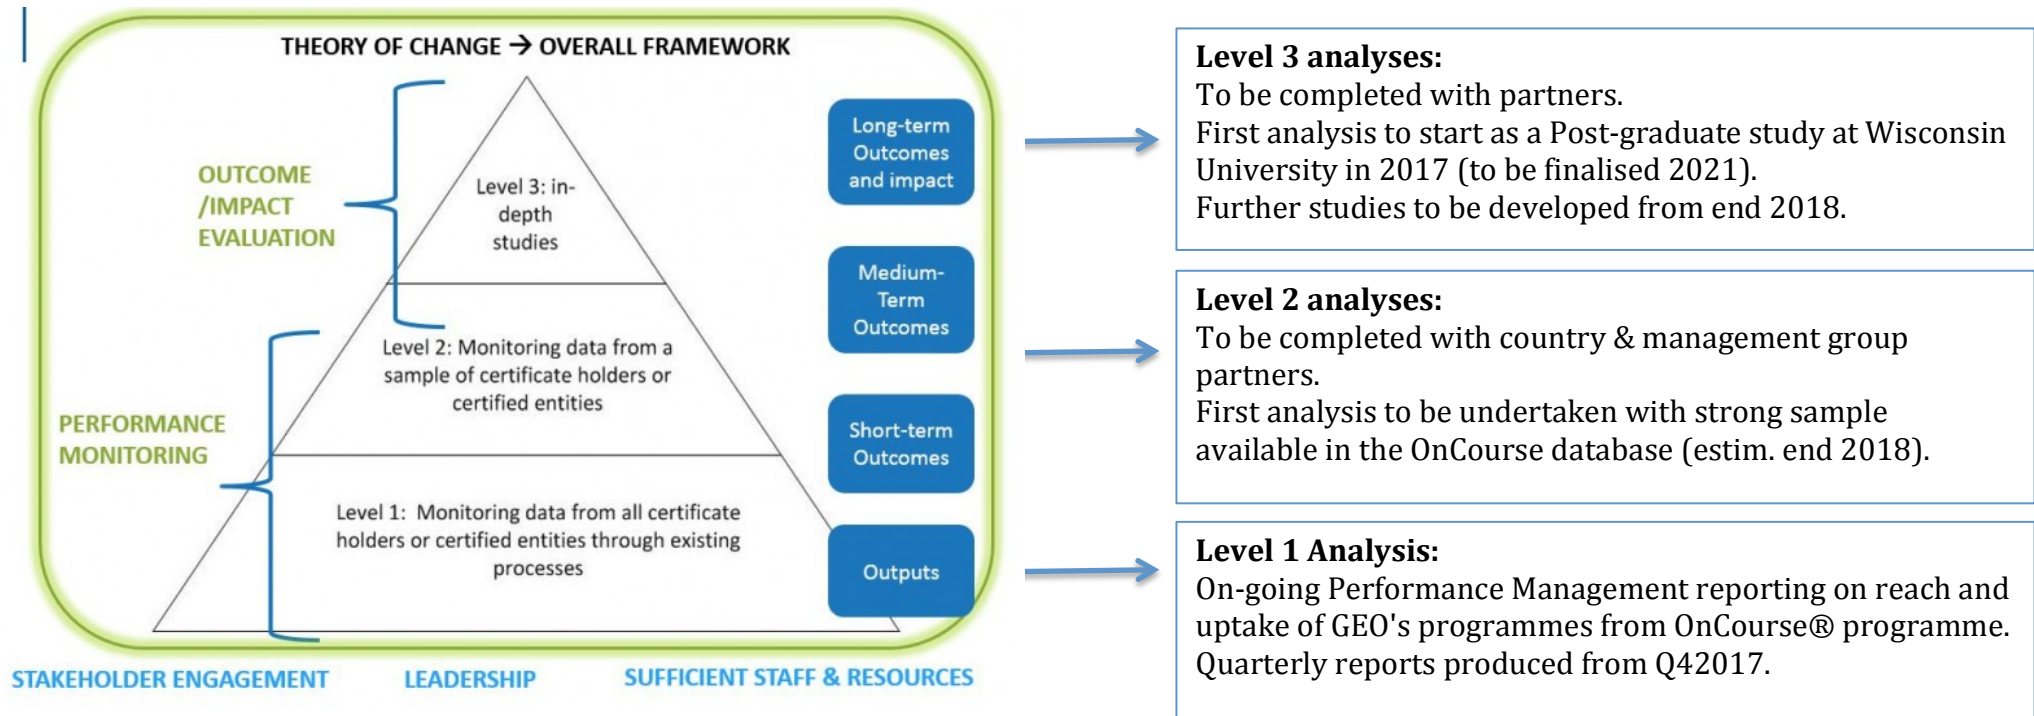 THEORY OF CHANGE → OVERALL FRAMEWORK
OUTCOME
/IMPACT
EVALUATION
Level 3: in-
depth
studies
Long-term
Outcomes
and impact
Medium-
Term
Outcomes
PERFORMANCE
MONITORING
Level 2: Monitoring data from a
sample of certificate holders or
certified entities
Short-term
Outcomes
Level 1:  Monitoring data from all certificate
holders or certified entities through existing
processes
Outputs
STAKEHOLDER ENGAGEMENT
LEADERSHIP
SUFFICIENT STAFF & RESOURCES
Level 3 analyses:
To be completed with partners.
First analysis to start as a Post-graduate study at Wisconsin
University in 2017 (to be finalised 2021).
Further studies to be developed from end 2018.
Level 2 analyses:
To be completed with country & management group
partners.
First analysis to be undertaken with strong sample
available in the OnCourse database (estim. end 2018).
Level 1 Analysis:
On-going Performance Management reporting on reach and
uptake of GEO's programmes from OnCourse® programme.
Quarterly reports produced from Q42017.